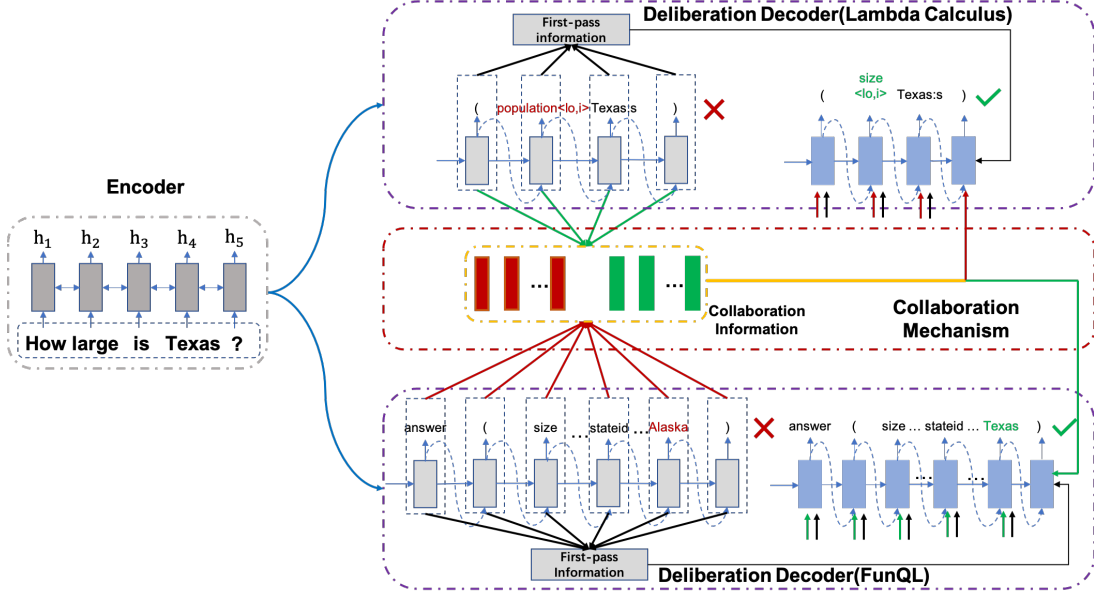 Deliberation Decoder(Lambda Calculus)
First-pass
information
( population<lo,i> Texas:s )
size
<lo,i>
( Texas:s )
Encoder
h1 h2 h3 h4 h5
How large is Texas ?
... ...
Collaboration
Information
Collaboration
Mechanism
answer ( size ... stateid ... Alaska )
answer ( size ... stateid ... Texas )
... ...
First-pass
Information
Deliberation Decoder(FunQL)